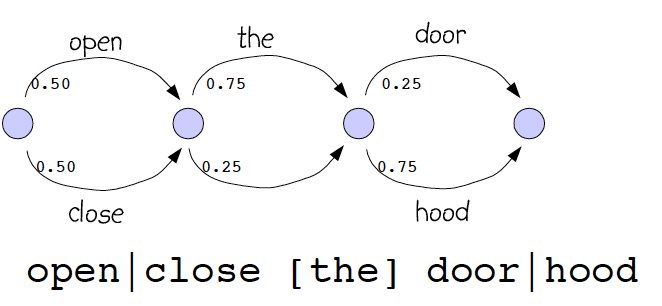 open the door
0.50 0.75 0.25
0.50 0.25 0.75
close hood
open|close [the] door|hood